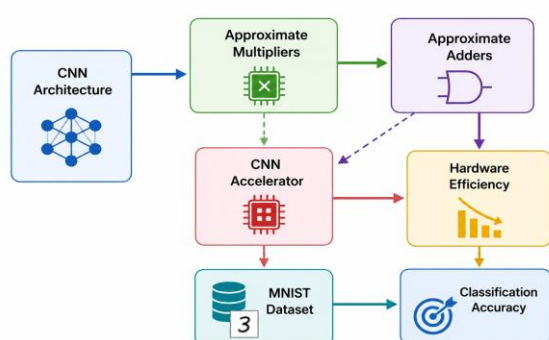 CNN
Architecture
Approximate
Multipliers
Approximate
Adders
CNN
Accelerator
Hardware
Efficiency
MNIST
Dataset
3
Classification
Accuracy